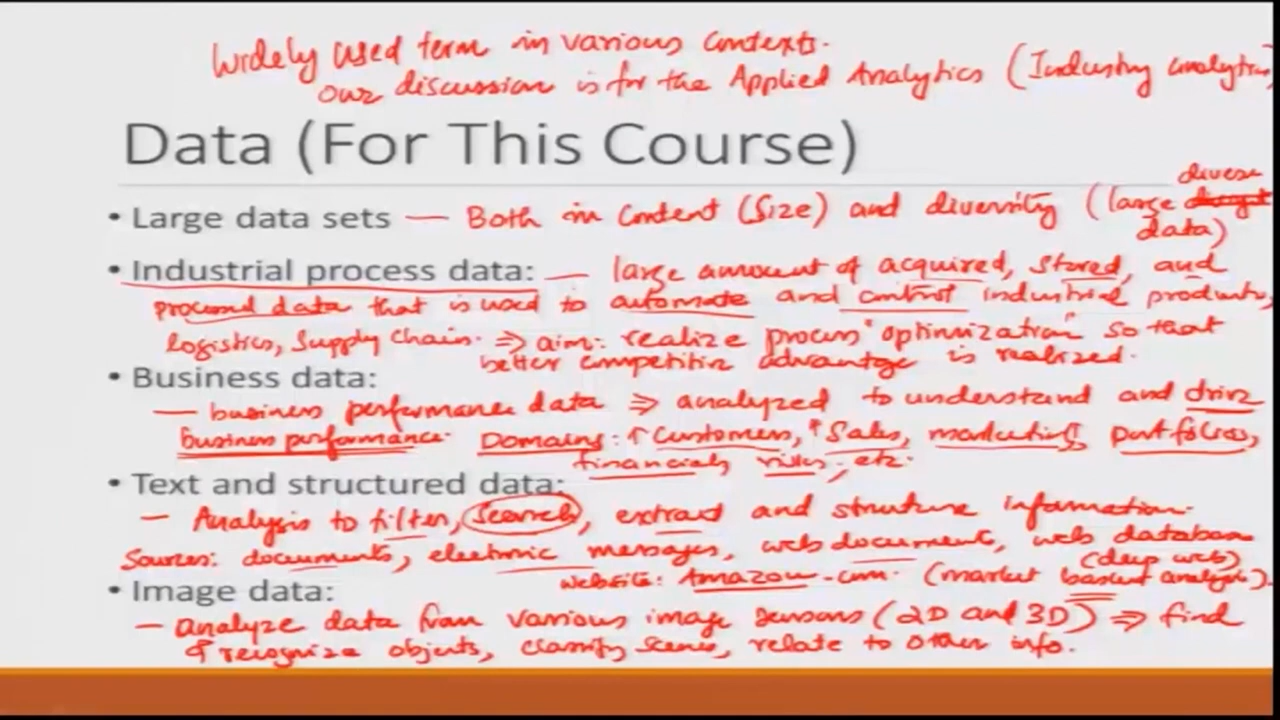 Widely used term in various contexts.
Our discussion is for the Applied Analytics (Industry analytics)
Data (For This Course)
diverse
• Large data sets — Both in content (size) and diversity (large
data)
• Industrial process data: — large amount of acquired, stored, and
processed data that is used to automate and control industrial products,
logistics, supply chain. ⇒ aim: realize process "optimization" so that
better competitive advantage is realized.
• Business data:
— business performance data ⇒ analyzed to understand and drive
business performance. Domains: ↑ Customers, ↑ Sales, marketing, portfolios,
financials, risks, etc.
• Text and structured data:
— Analysis to filter, search, extract and structure information.
Sources: documents, electronic messages, web documents, web databases
(deep web)
website: Amazon.com. (market basket analysis).
• Image data:
— analyze data from various image sensors (2D and 3D) ⇒ find
& recognize objects, classify scenes, relate to other info.